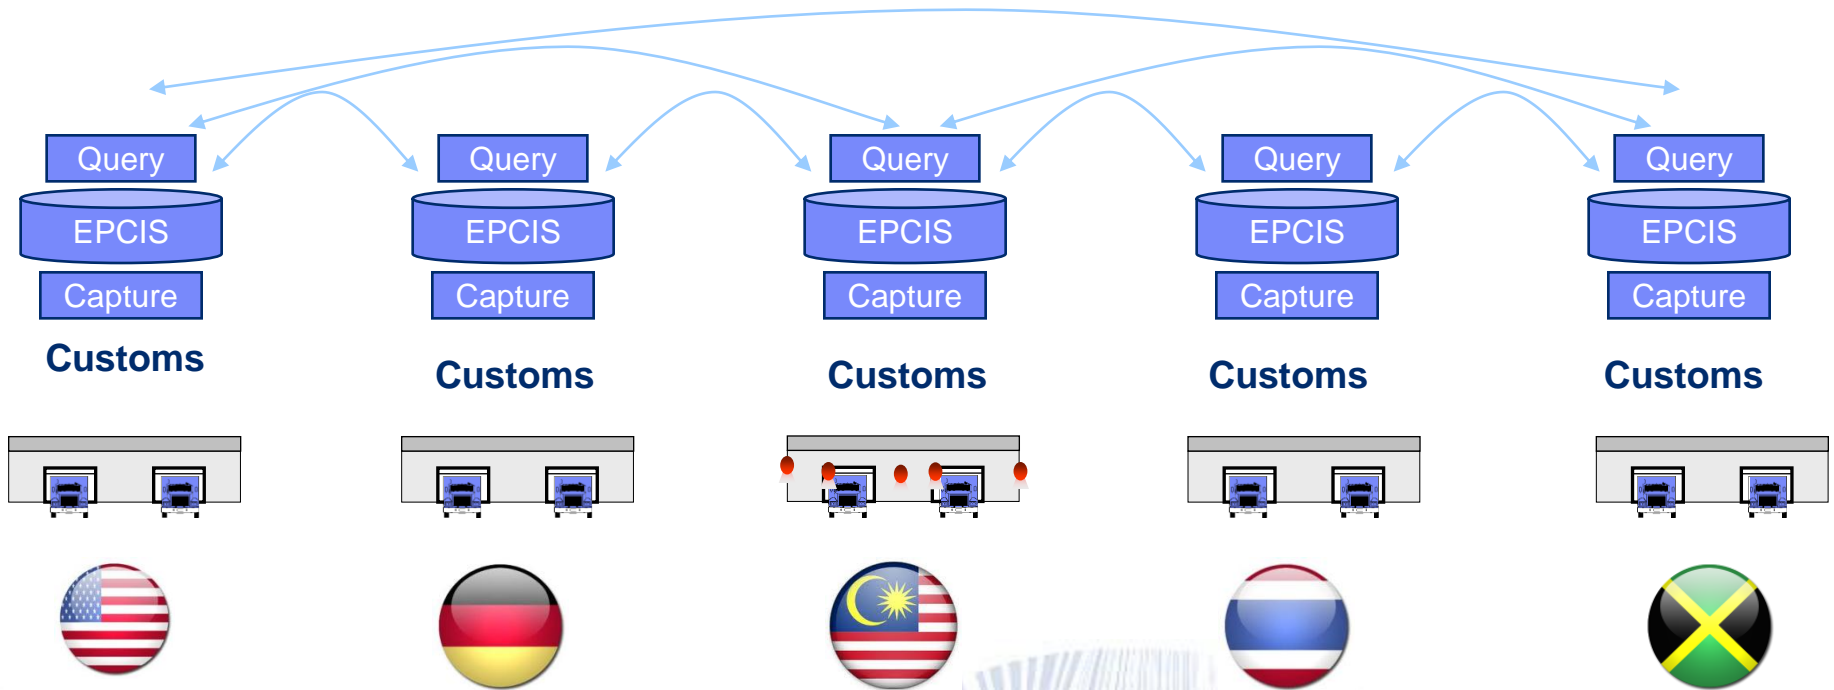 Query Query Query Query Query
EPCIS EPCIS EPCIS EPCIS EPCIS
Capture Capture Capture Capture Capture
Customs Customs Customs Customs Customs